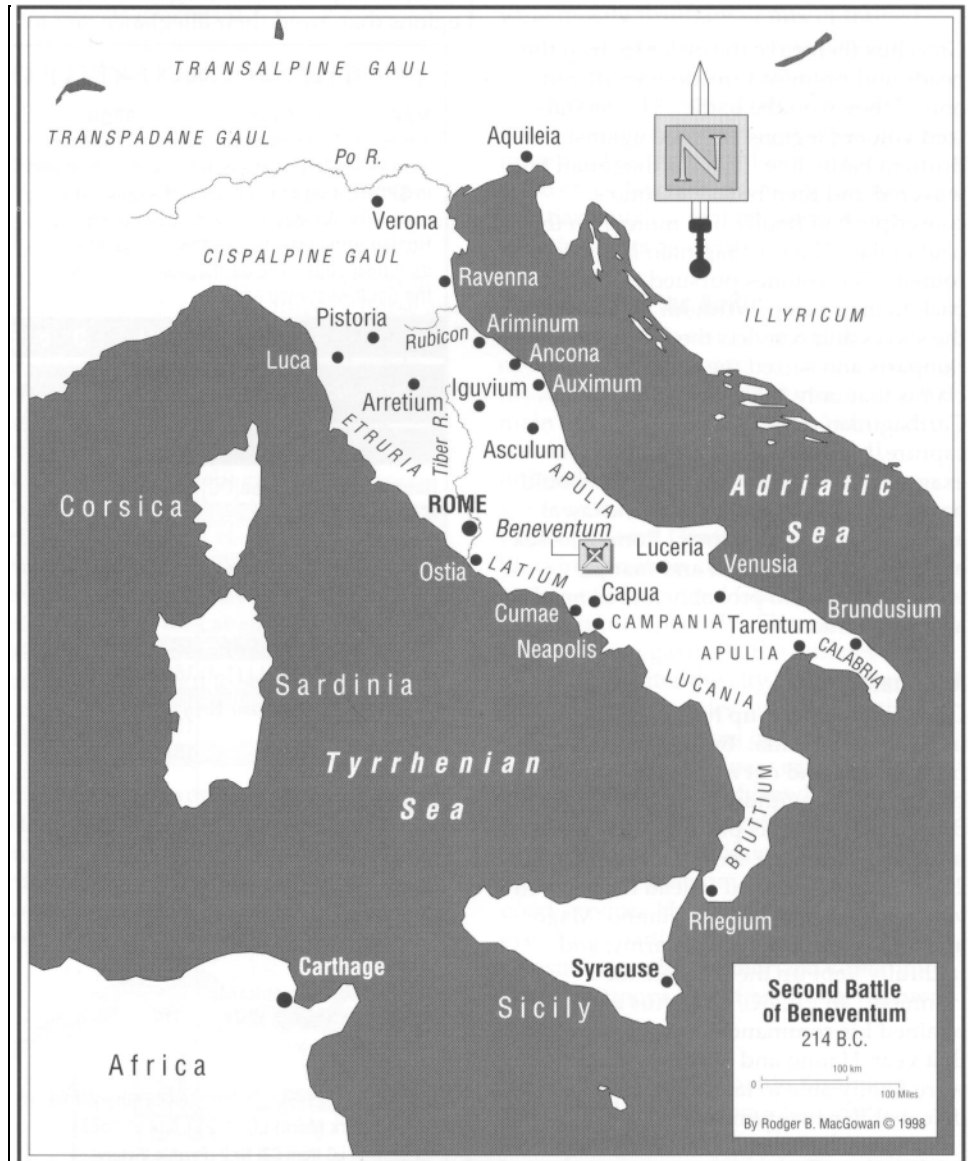 TRANSALPINE GAUL
TRANSPADANE GAUL
Po R.
Aquileia
N
Verona
CISPALPINE GAUL
Ravenna
ILLYRICUM
Pistoria
Rubicon
Ariminum
Luca
Ancona
Iguvium
Auximum
Arretium
ETRURIA
Tiber R.
Asculum
APULIA
Corsica
ROME
Adriatic
Sea
Beneventum
Luceria
Venusia
Ostia
LATIUM
Capua
Cumae
CAMPANIA
Tarentum
Brundusium
Neapolis
APULIA
CALABRIA
LUCANIA
Sardinia
Tyrrhenian
Sea
BRUTTIUM
Rhegium
Carthage
Syracuse
Sicily
Africa
Second Battle
of Beneventum
214 B.C.
100 km
0
100 Miles
By Rodger B. MacGowan © 1998